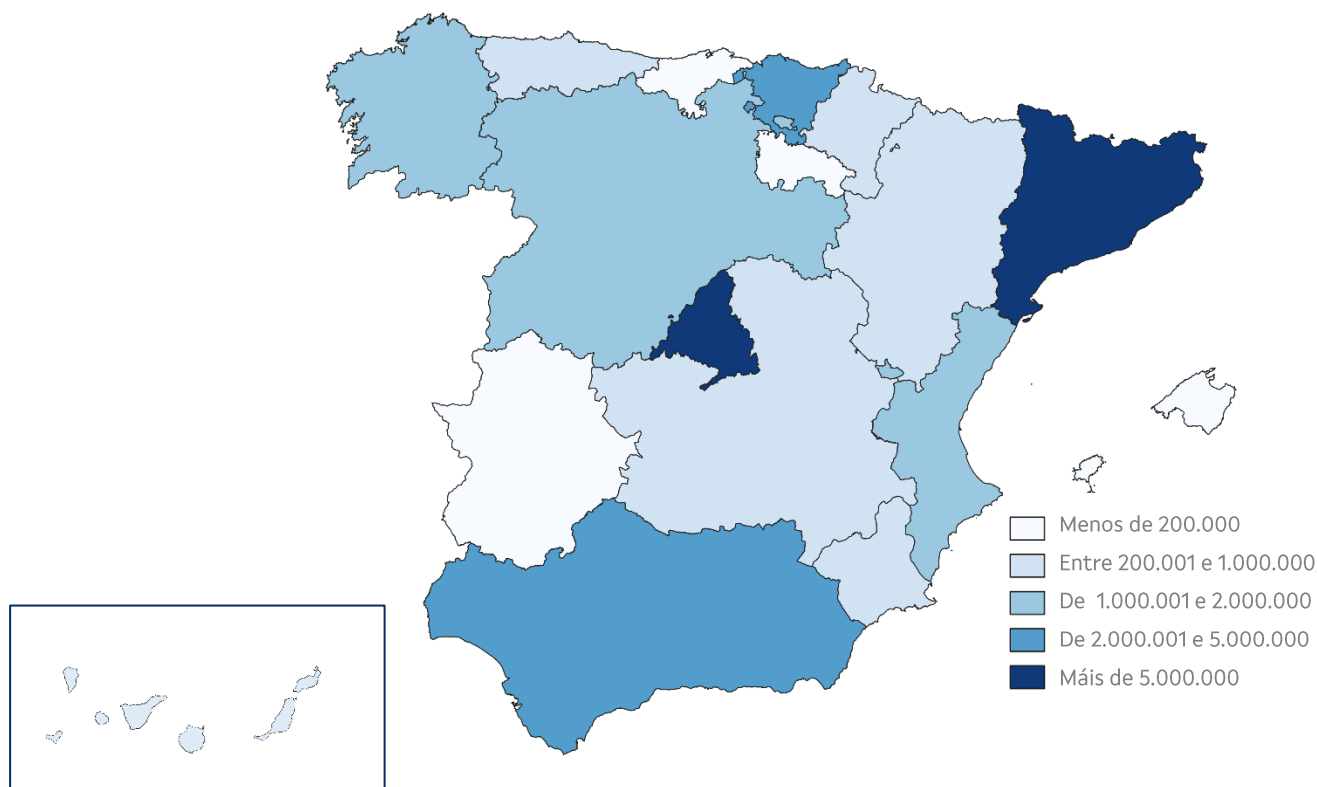 Menos de 200.000
Entre 200.001 e 1.000.000
De 1.000.001 e 2.000.000
De 2.000.001 e 5.000.000
Máis de 5.000.000